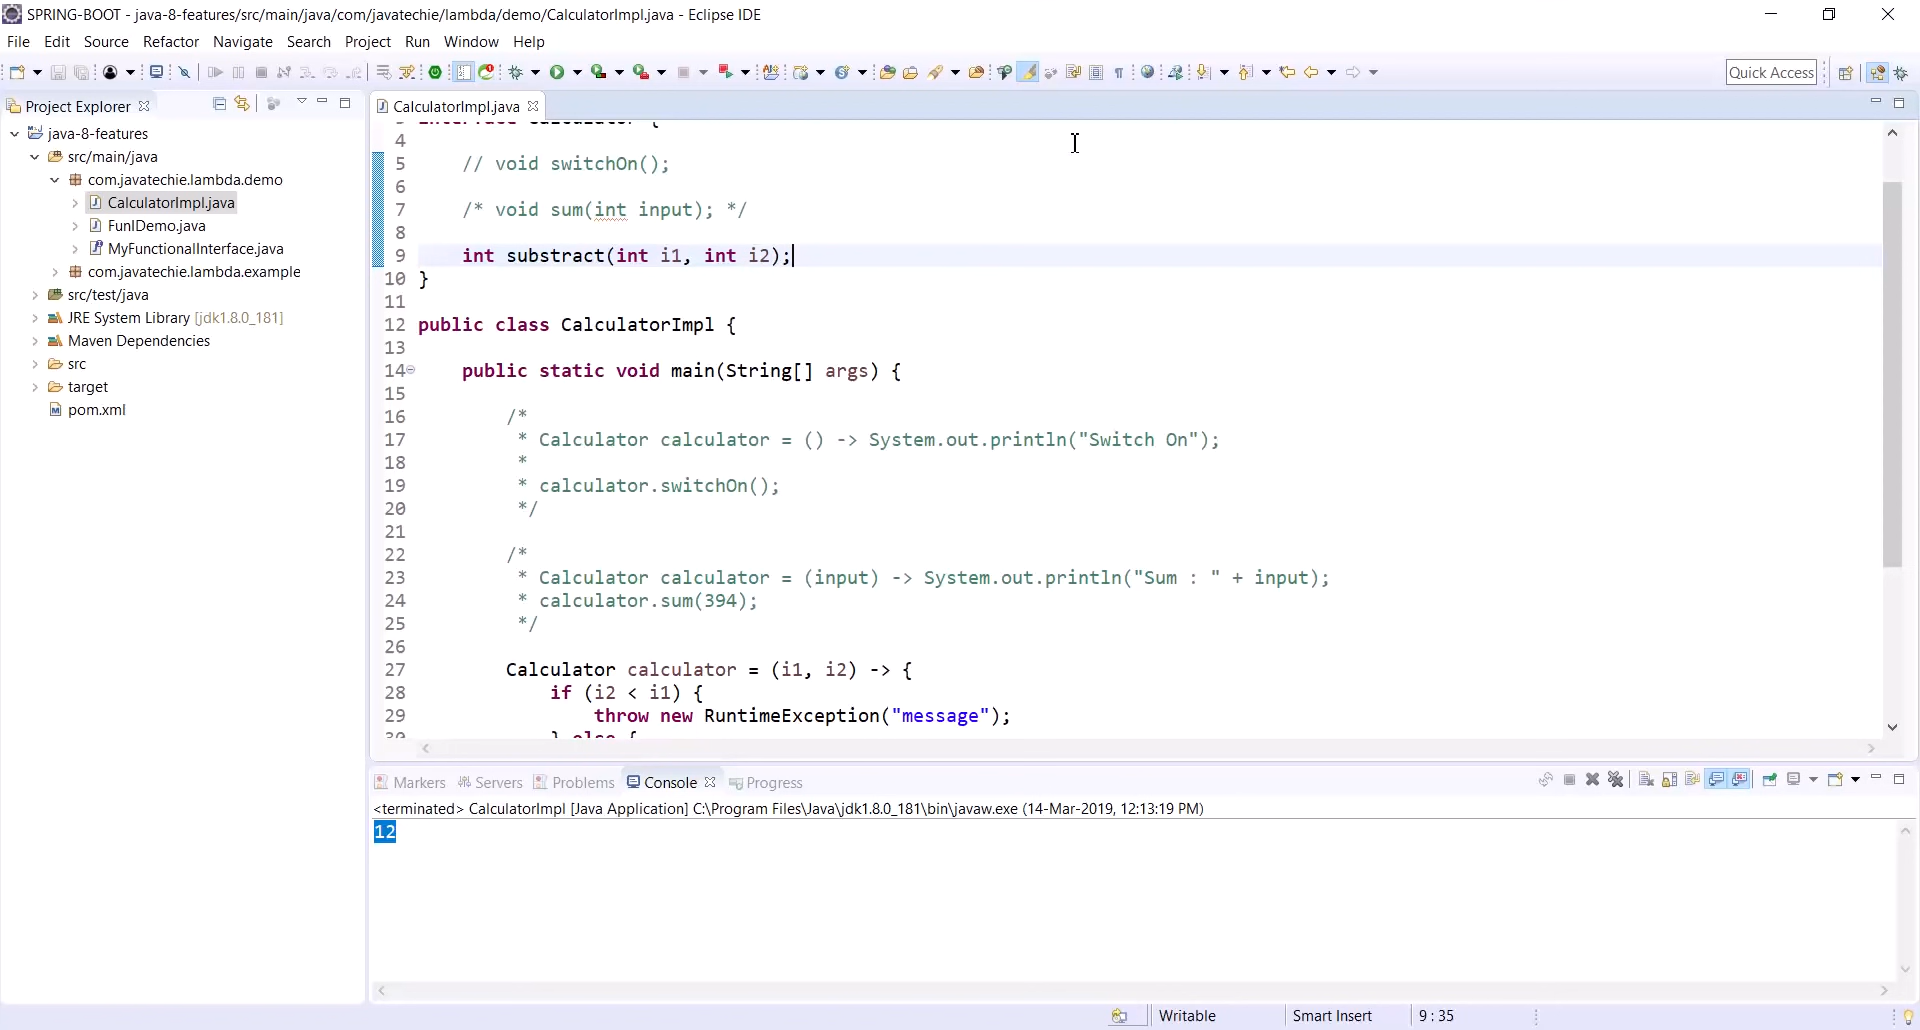 SPRING-BOOT - java-8-features/src/main/java/com/javatechie/lambda/demo/CalculatorImpl.java - Eclipse IDE
File Edit Source Refactor Navigate Search Project Run Window Help
Quick Access
Project Explorer
java-8-features
src/main/java
com.javatechie.lambda.demo
CalculatorImpl.java
FunIDemo.java
MyFunctionalInterface.java
com.javatechie.lambda.example
src/test/java
JRE System Library [jdk1.8.0_181]
Maven Dependencies
src
target
pom.xml
CalculatorImpl.java
3 interface Calculator {
4
5 // void switchOn();
6
7 /* void sum(int input); */
8
9 int substract(int i1, int i2);
10 }
11
12 public class CalculatorImpl {
13
14 public static void main(String[] args) {
15
16 /*
17 * Calculator calculator = () -> System.out.println("Switch On");
18 *
19 * calculator.switchOn();
20 */
21
22 /*
23 * Calculator calculator = (input) -> System.out.println("Sum : " + input);
24 * calculator.sum(394);
25 */
26
27 Calculator calculator = (i1, i2) -> {
28 if (i2 < i1) {
29 throw new RuntimeException("message");
30 } else {
Markers Servers Problems Console Progress
<terminated> CalculatorImpl [Java Application] C:\Program Files\Java\jdk1.8.0_181\bin\javaw.exe (14-Mar-2019, 12:13:19 PM)
12
Writable Smart Insert 9 : 35